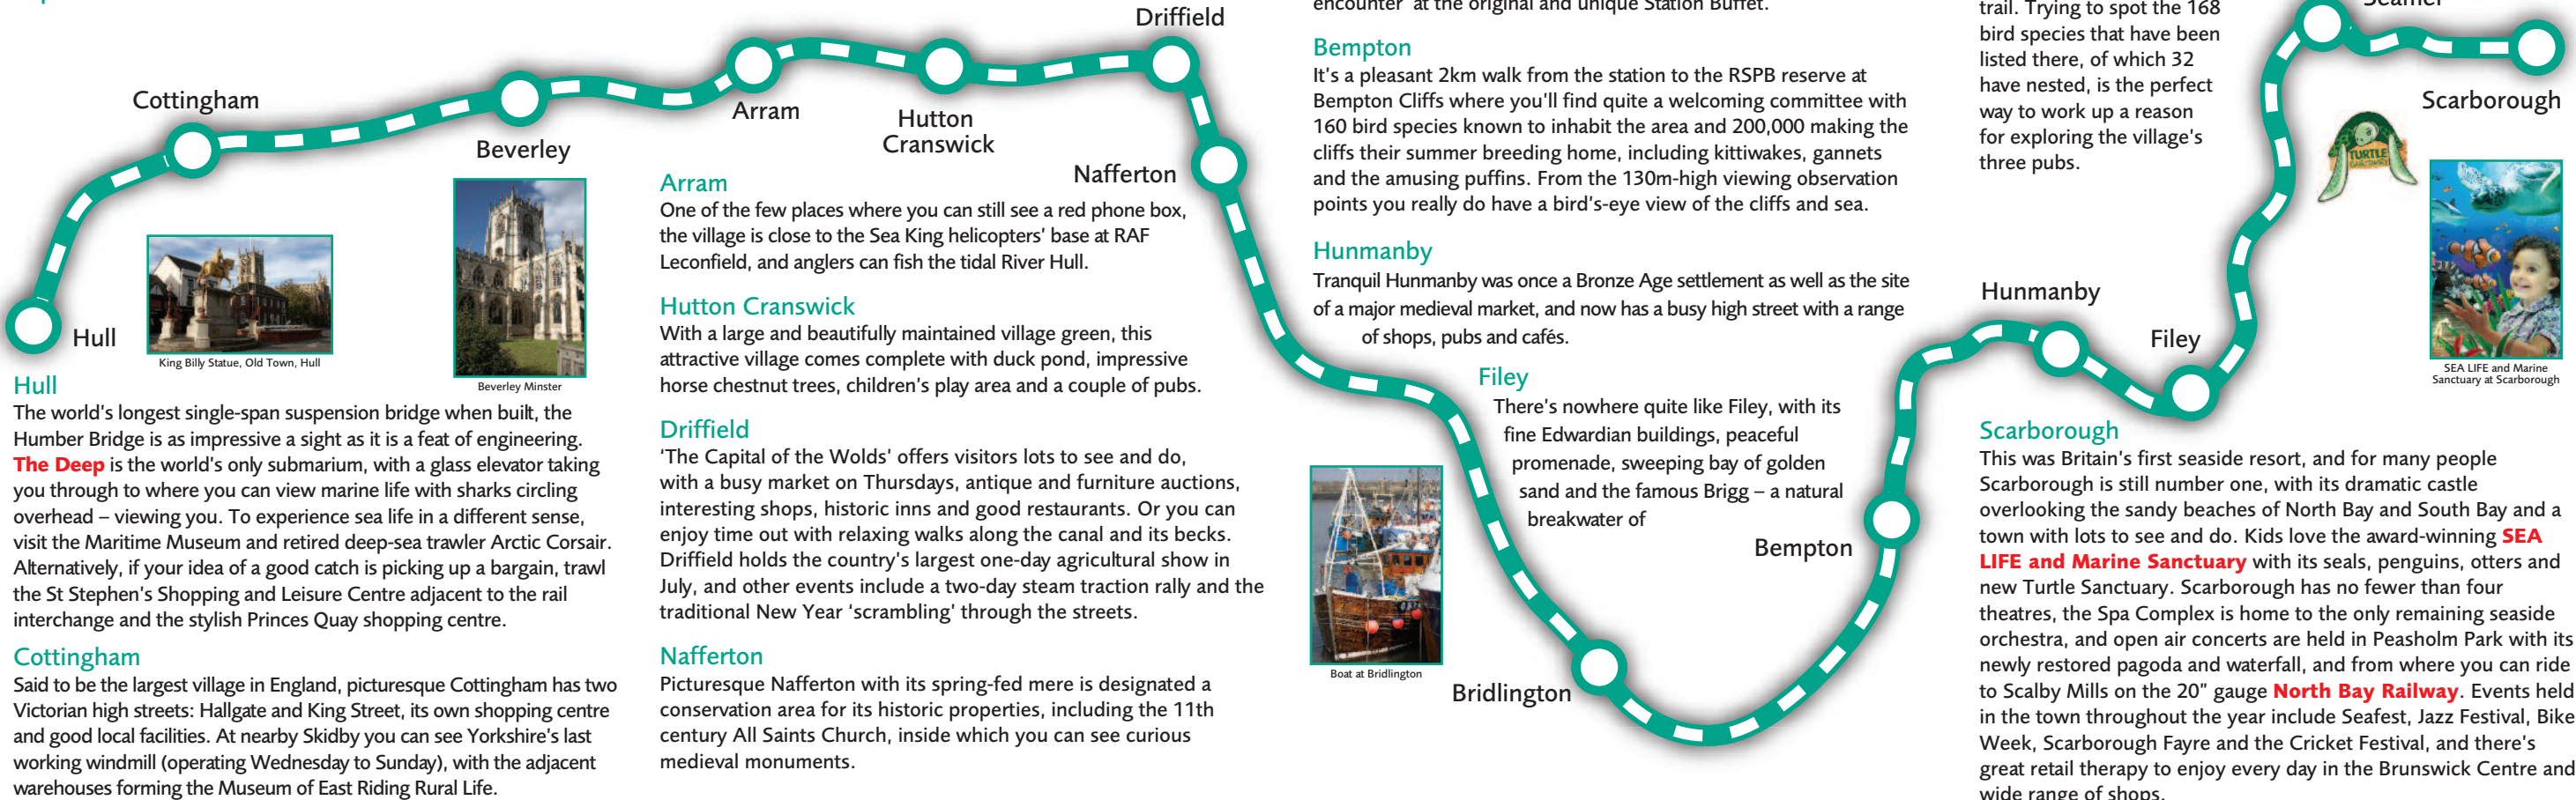 Hull
Cottingham
Beverley
Arram
Hutton
Cranswick
Driffield
Nafferton
Bridlington
Bempton
Hunmanby
Filey
Scarborough
King Billy Statue, Old Town, Hull
Beverley Minster
Boat at Bridlington
TURTLE
SANCTUARY
SEA LIFE and Marine
Sanctuary at Scarborough
Hull
The world's longest single-span suspension bridge when built, the
Humber Bridge is as impressive a sight as it is a feat of engineering.
The Deep is the world's only submarium, with a glass elevator taking
you through to where you can view marine life with sharks circling
overhead – viewing you. To experience sea life in a different sense,
visit the Maritime Museum and retired deep-sea trawler Arctic Corsair.
Alternatively, if your idea of a good catch is picking up a bargain, trawl
the St Stephen's Shopping and Leisure Centre adjacent to the rail
interchange and the stylish Princes Quay shopping centre.
Cottingham
Said to be the largest village in England, picturesque Cottingham has two
Victorian high streets: Hallgate and King Street, its own shopping centre
and good local facilities. At nearby Skidby you can see Yorkshire's last
working windmill (operating Wednesday to Sunday), with the adjacent
warehouses forming the Museum of East Riding Rural Life.
Arram
One of the few places where you can still see a red phone box,
the village is close to the Sea King helicopters' base at RAF
Leconfield, and anglers can fish the tidal River Hull.
Hutton Cranswick
With a large and beautifully maintained village green, this
attractive village comes complete with duck pond, impressive
horse chestnut trees, children's play area and a couple of pubs.
Driffield
'The Capital of the Wolds' offers visitors lots to see and do,
with a busy market on Thursdays, antique and furniture auctions,
interesting shops, historic inns and good restaurants. Or you can
enjoy time out with relaxing walks along the canal and its becks.
Driffield holds the country's largest one-day agricultural show in
July, and other events include a two-day steam traction rally and the
traditional New Year 'scrambling' through the streets.
Nafferton
Picturesque Nafferton with its spring-fed mere is designated a
conservation area for its historic properties, including the 11th
century All Saints Church, inside which you can see curious
medieval monuments.
encounter' at the original and unique Station Buffet.
Bempton
It's a pleasant 2km walk from the station to the RSPB reserve at
Bempton Cliffs where you'll find quite a welcoming committee with
160 bird species known to inhabit the area and 200,000 making the
cliffs their summer breeding home, including kittiwakes, gannets
and the amusing puffins. From the 130m-high viewing observation
points you really do have a bird's-eye view of the cliffs and sea.
Hunmanby
Tranquil Hunmanby was once a Bronze Age settlement as well as the site
of a major medieval market, and now has a busy high street with a range
of shops, pubs and cafés.
Filey
There's nowhere quite like Filey, with its
fine Edwardian buildings, peaceful
promenade, sweeping bay of golden
sand and the famous Brigg – a natural
breakwater of
trail. Trying to spot the 168
bird species that have been
listed there, of which 32
have nested, is the perfect
way to work up a reason
for exploring the village's
three pubs.
Scarborough
This was Britain's first seaside resort, and for many people
Scarborough is still number one, with its dramatic castle
overlooking the sandy beaches of North Bay and South Bay and a
town with lots to see and do. Kids love the award-winning SEA
LIFE and Marine Sanctuary with its seals, penguins, otters and
new Turtle Sanctuary. Scarborough has no fewer than four
theatres, the Spa Complex is home to the only remaining seaside
orchestra, and open air concerts are held in Peasholm Park with its
newly restored pagoda and waterfall, and from where you can ride
to Scalby Mills on the 20" gauge North Bay Railway. Events held
in the town throughout the year include Seafest, Jazz Festival, Bike
Week, Scarborough Fayre and the Cricket Festival, and there's
great retail therapy to enjoy every day in the Brunswick Centre and
wide range of shops.